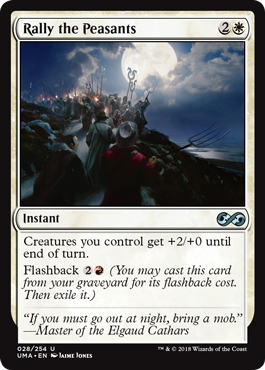 Rally the Peasants 2
Instant
Creatures you control get +2/+0 until
end of turn.
Flashback 2 (You may cast this card
from your graveyard for its flashback cost.
Then exile it.)
"If you must go out at night, bring a mob."
—Master of the Elgaud Cathars
028/254 U
UMA • EN Jaime Jones ™ & © 2018 Wizards of the Coast